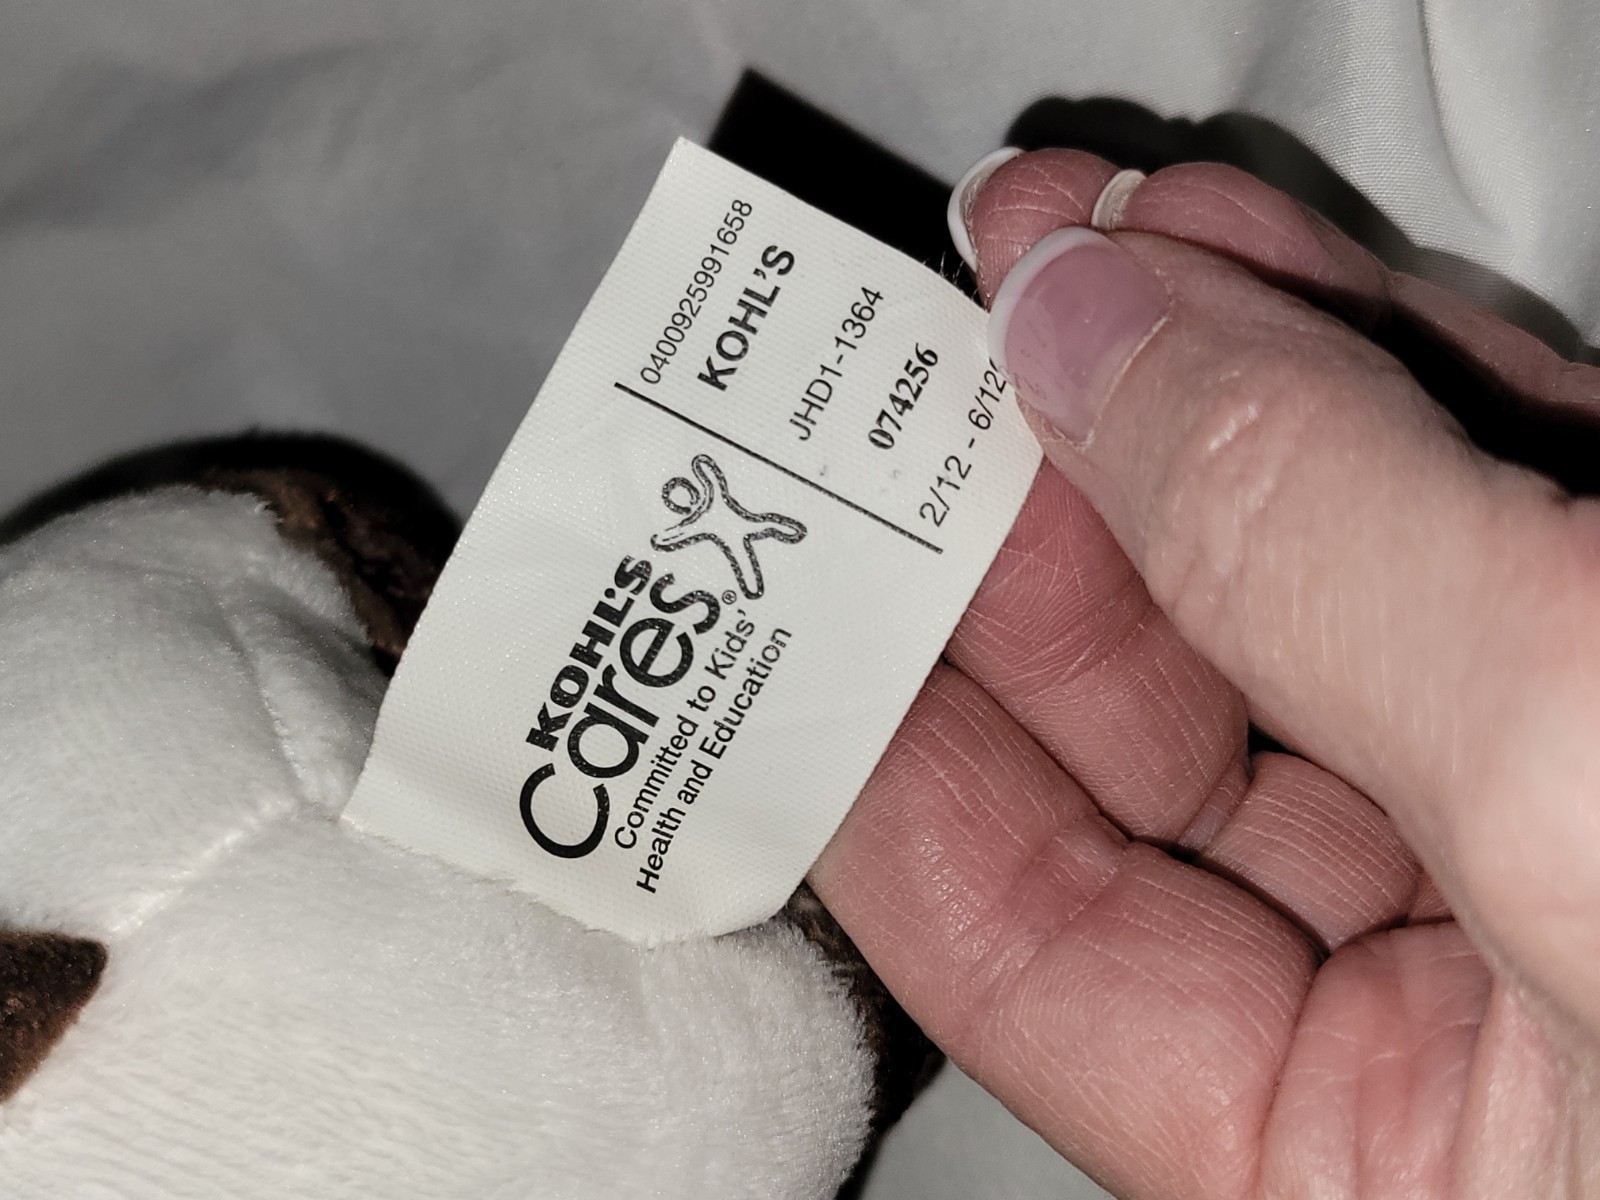 0400925991658
KOHL'S
JHD1-1364
074256
2/12 - 6/12
KOHL'S
Cares®
Committed to Kids'
Health and Education